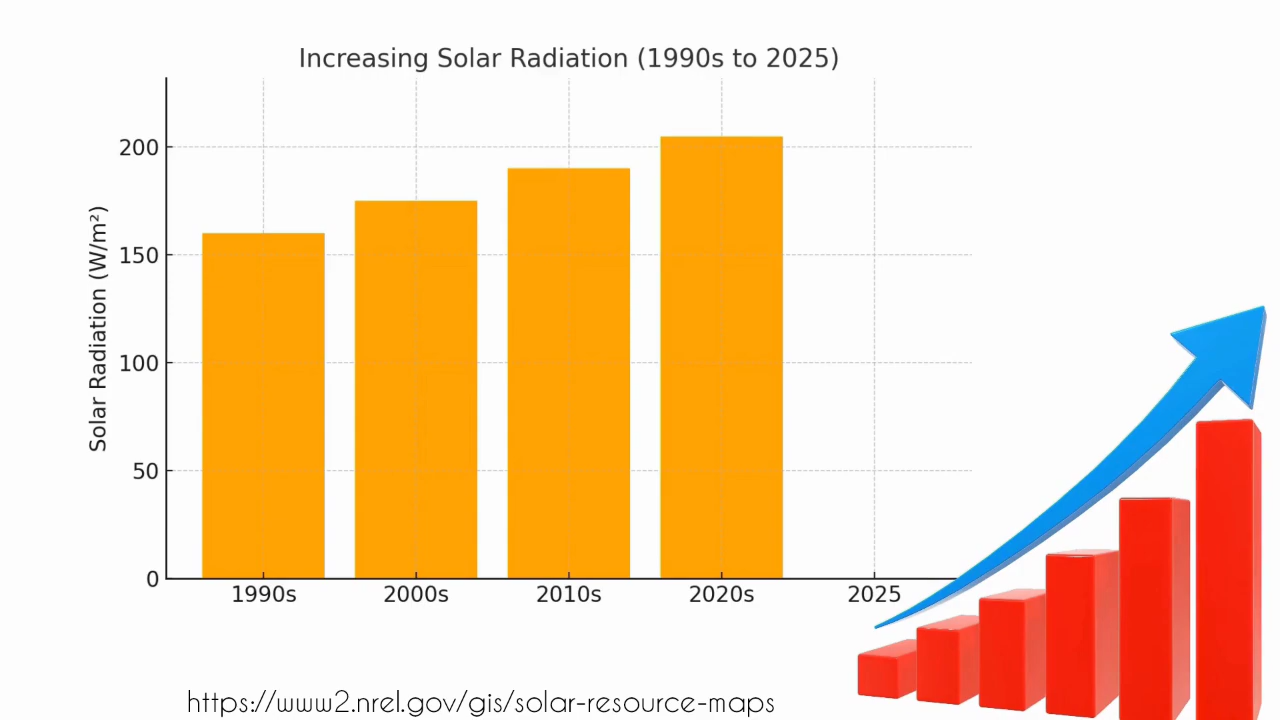 Increasing Solar Radiation (1990s to 2025)
Solar Radiation (W/m²)
200
150
100
50
0
1990s 2000s 2010s 2020s 2025
https://www2.nrel.gov/gis/solar-resource-maps